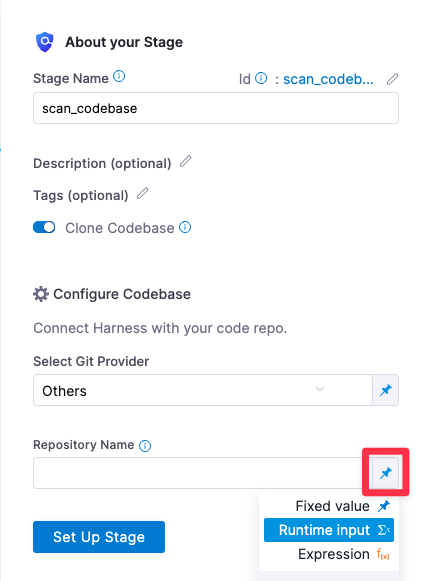 About your Stage
Stage Name
Id : scan_codeb...
scan_codebase
Description (optional)
Tags (optional)
Clone Codebase
Configure Codebase
Connect Harness with your code repo.
Select Git Provider
Others
Repository Name
Fixed value
Set Up Stage
Runtime input Σx
Expression f(x)